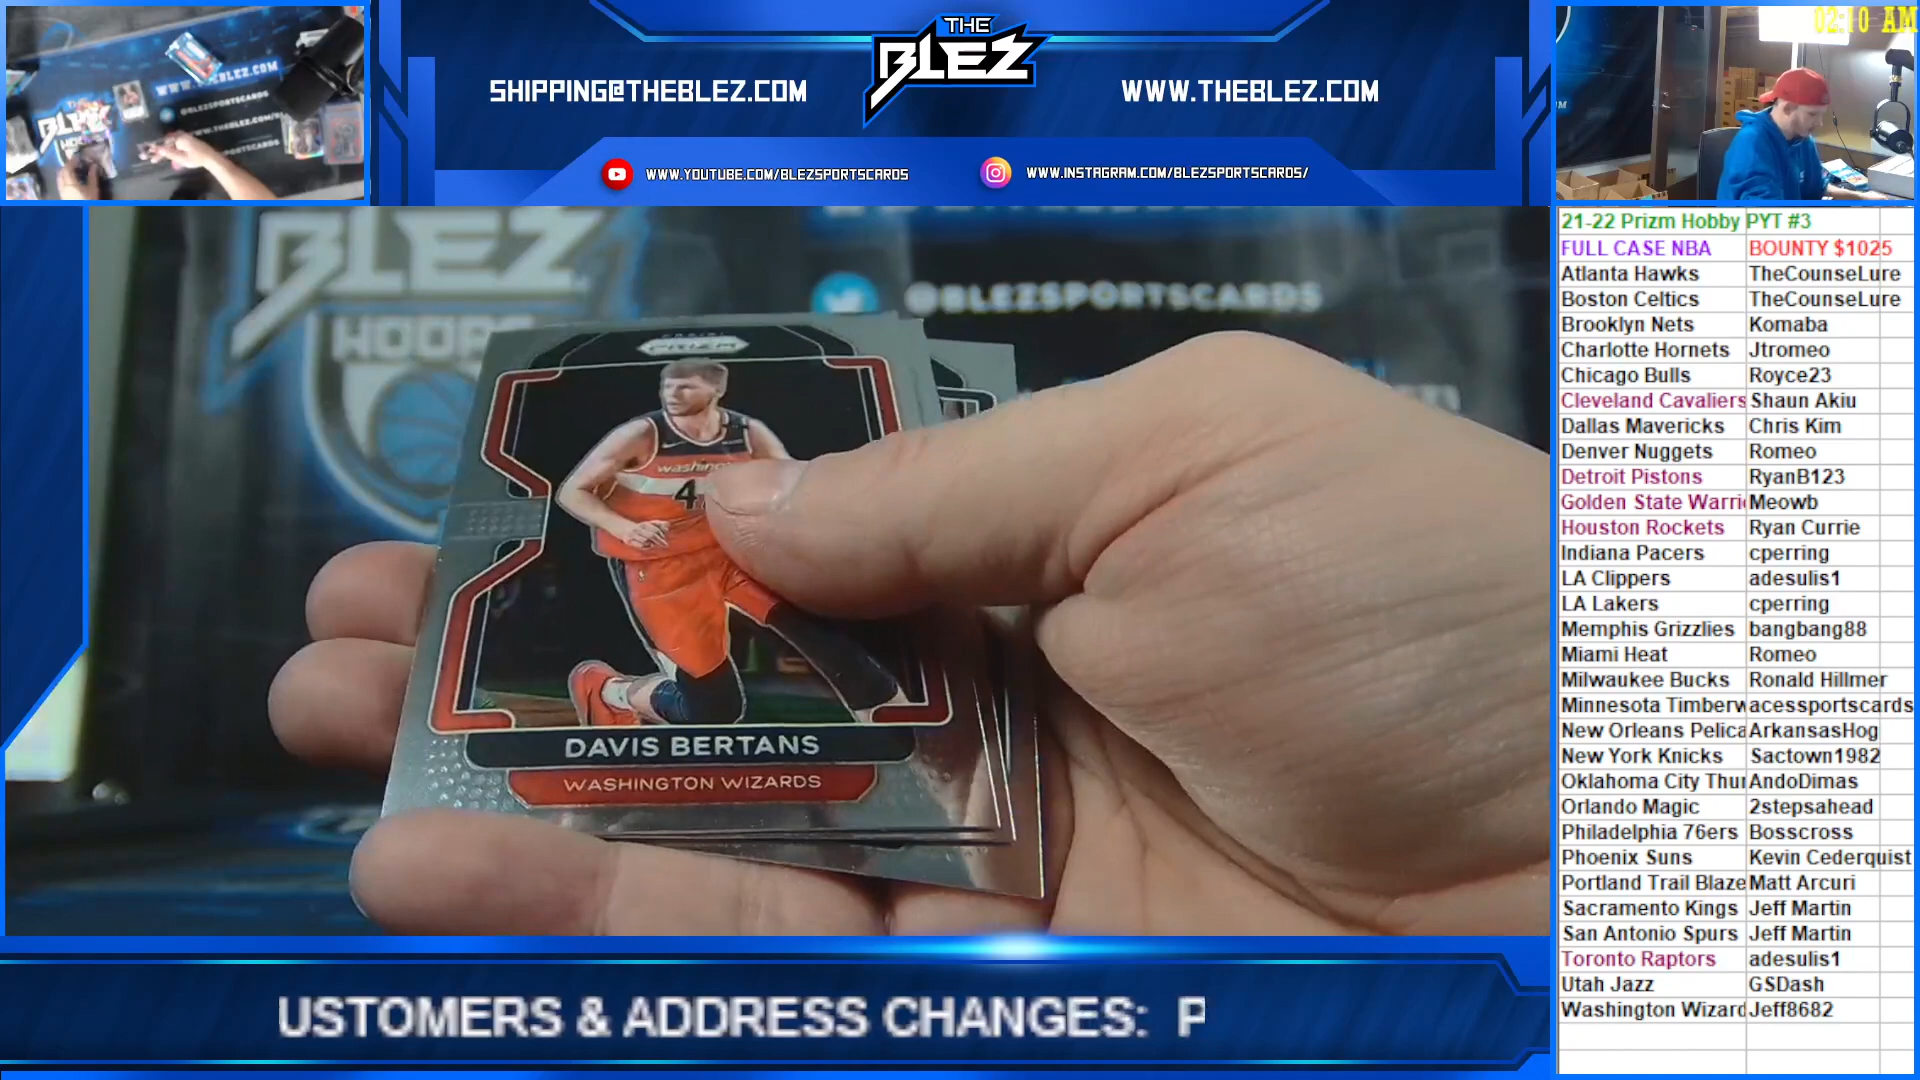 THE
BLEZ
SHIPPING@THEBLEZ.COM
WWW.THEBLEZ.COM
WWW.YOUTUBE.COM/BLEZSPORTSCARDS
WWW.INSTAGRAM.COM/BLEZSPORTSCARDS/
02:10 AM
WWW.THEBLEZ.COM
@BLEZSPORTSCARDS
BLEZ
HOOPS
@BLEZSPORTSCARDS
PRIZM
DAVIS BERTANS
WASHINGTON WIZARDS
21-22 Prizm Hobby PYT #3
FULL CASE NBA BOUNTY $1025
Atlanta Hawks TheCounseLure
Boston Celtics TheCounseLure
Brooklyn Nets Komaba
Charlotte Hornets Jtromeo
Chicago Bulls Royce23
Cleveland Cavaliers Shaun Akiu
Dallas Mavericks Chris Kim
Denver Nuggets Romeo
Detroit Pistons RyanB123
Golden State Warri Meowb
Houston Rockets Ryan Currie
Indiana Pacers cperring
LA Clippers adesulis1
LA Lakers cperring
Memphis Grizzlies bangbang88
Miami Heat Romeo
Milwaukee Bucks Ronald Hillmer
Minnesota Timberw acessportscards
New Orleans Pelica ArkansasHog
New York Knicks Sactown1982
Oklahoma City Thu AndoDimas
Orlando Magic 2stepsahead
Philadelphia 76ers Bosscross
Phoenix Suns Kevin Cederquist
Portland Trail Blaze Matt Arcuri
Sacramento Kings Jeff Martin
San Antonio Spurs Jeff Martin
Toronto Raptors adesulis1
Utah Jazz GSDash
Washington Wizard Jeff8682
USTOMERS & ADDRESS CHANGES: P